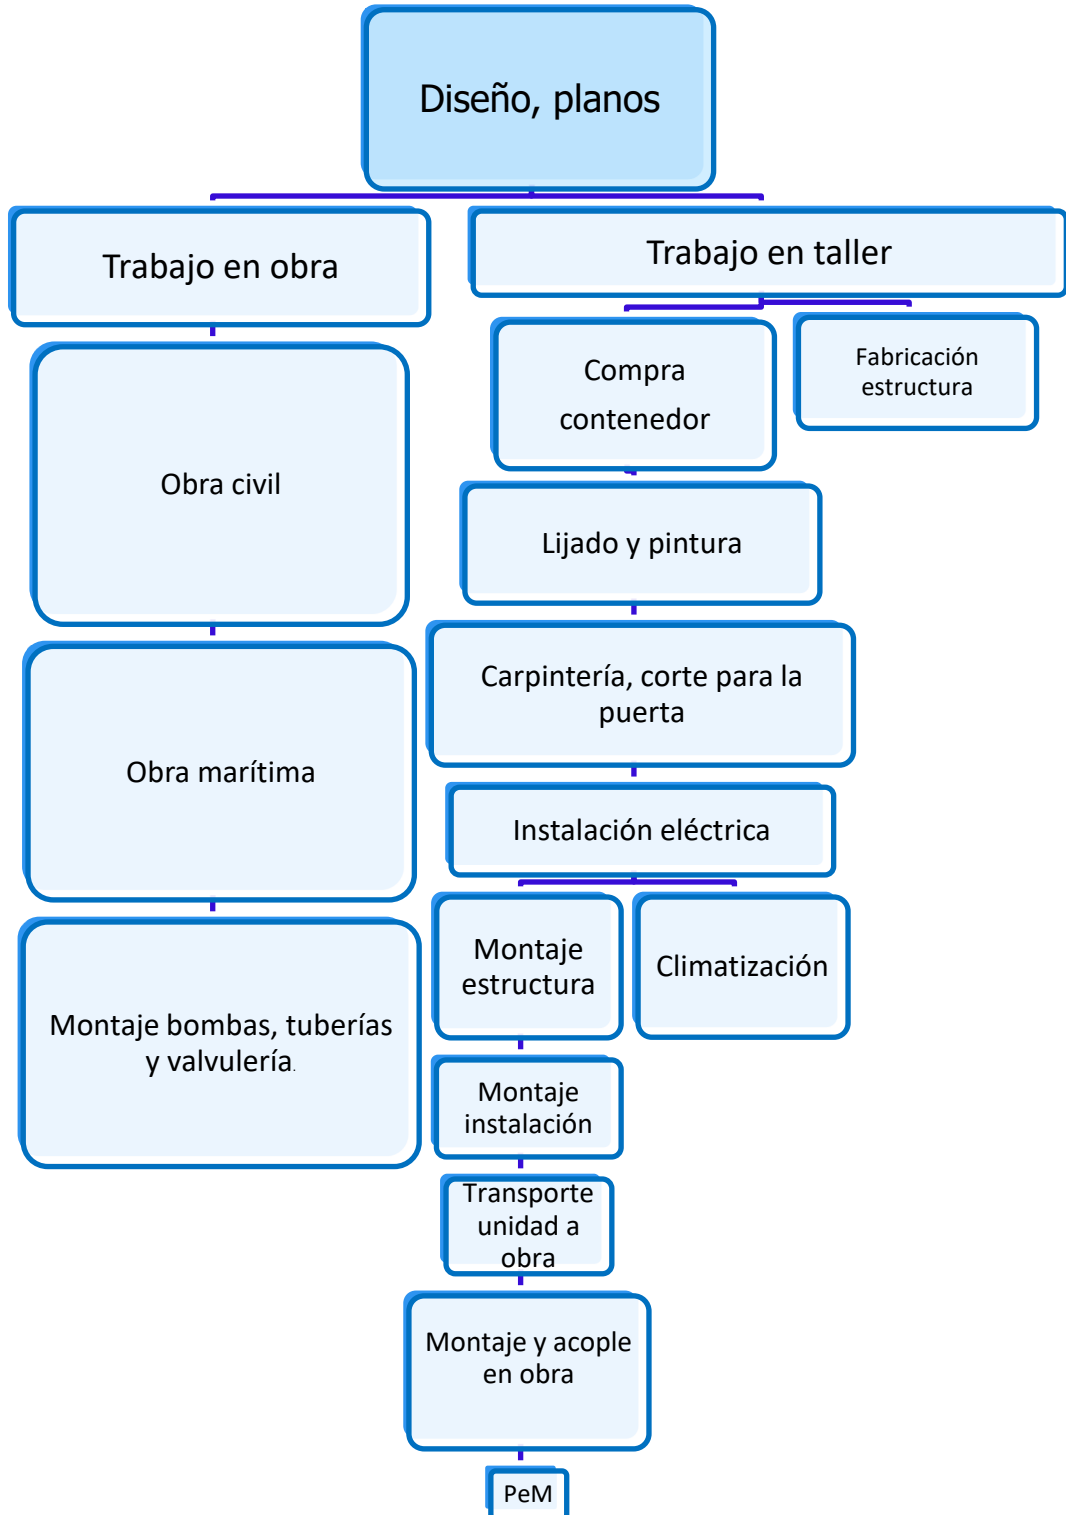 Diseño, planos
Trabajo en obra
Trabajo en taller
Compra
contenedor
Fabricación
estructura
Obra civil
Lijado y pintura
Carpintería, corte para la
puerta
Obra marítima
Instalación eléctrica
Montaje
estructura
Climatización
Montaje bombas, tuberías
y valvulería.
Montaje
instalación
Transporte
unidad a
obra
Montaje y acople
en obra
PeM